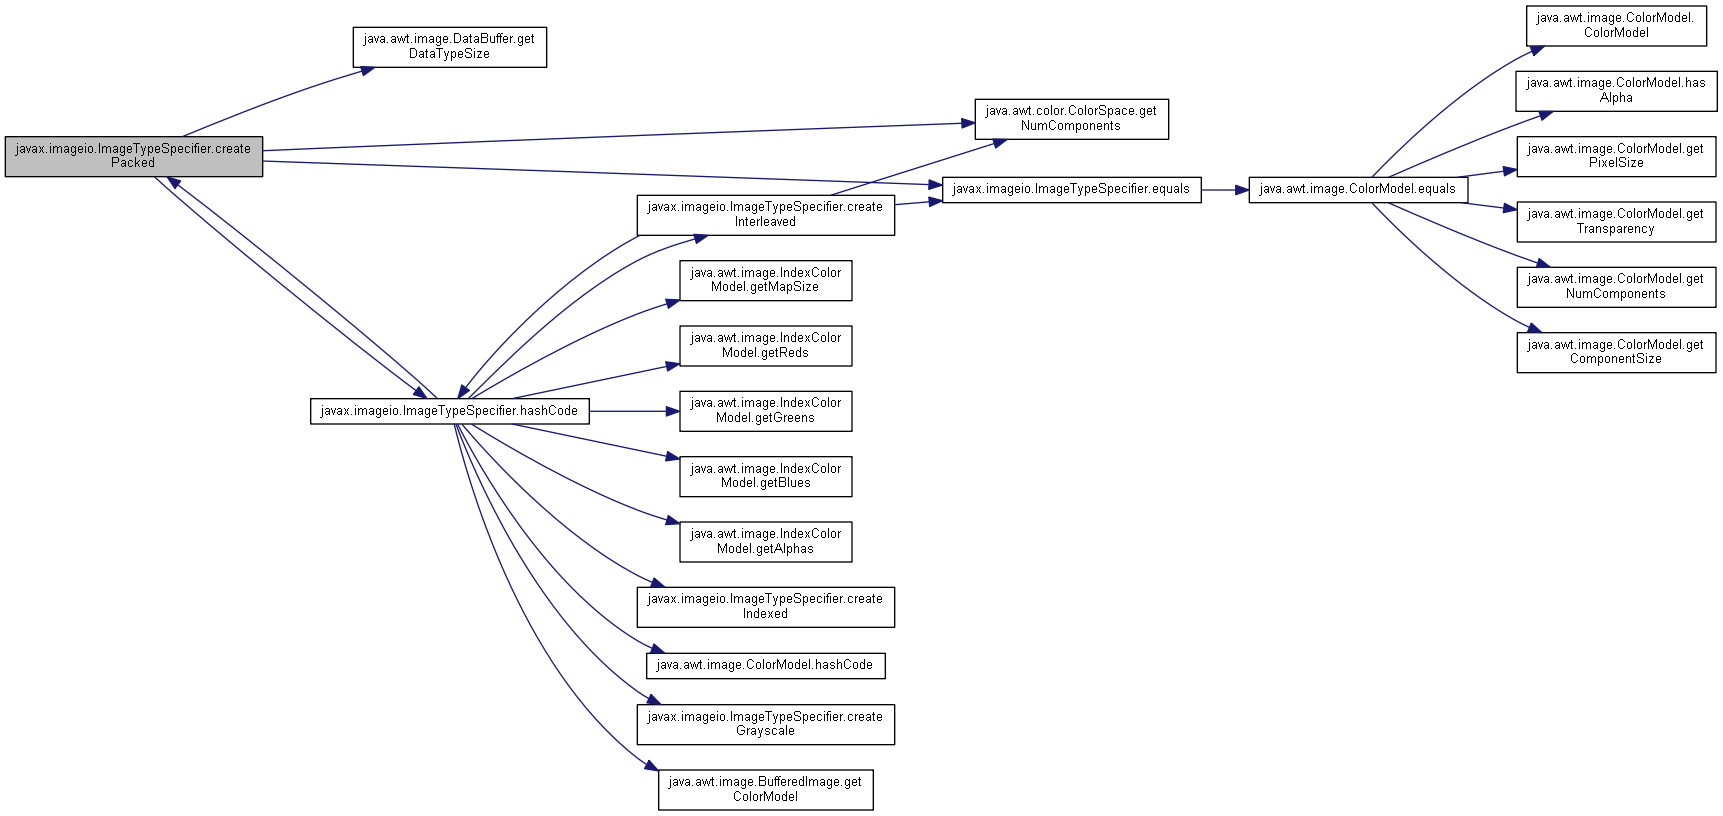 javax.imageio.ImageTypeSpecifier.create
Packed
java.awt.image.DataBuffer.get
DataTypeSize
java.awt.color.ColorSpace.get
NumComponents
javax.imageio.ImageTypeSpecifier.equals
javax.imageio.ImageTypeSpecifier.create
Interleaved
java.awt.image.IndexColor
Model.getMapSize
java.awt.image.IndexColor
Model.getReds
javax.imageio.ImageTypeSpecifier.hashCode
java.awt.image.IndexColor
Model.getGreens
java.awt.image.IndexColor
Model.getBlues
java.awt.image.IndexColor
Model.getAlphas
javax.imageio.ImageTypeSpecifier.create
Indexed
java.awt.image.ColorModel.hashCode
javax.imageio.ImageTypeSpecifier.create
Grayscale
java.awt.image.BufferedImage.get
ColorModel
java.awt.image.ColorModel.equals
java.awt.image.ColorModel.
ColorModel
java.awt.image.ColorModel.has
Alpha
java.awt.image.ColorModel.get
PixelSize
java.awt.image.ColorModel.get
Transparency
java.awt.image.ColorModel.get
NumComponents
java.awt.image.ColorModel.get
ComponentSize